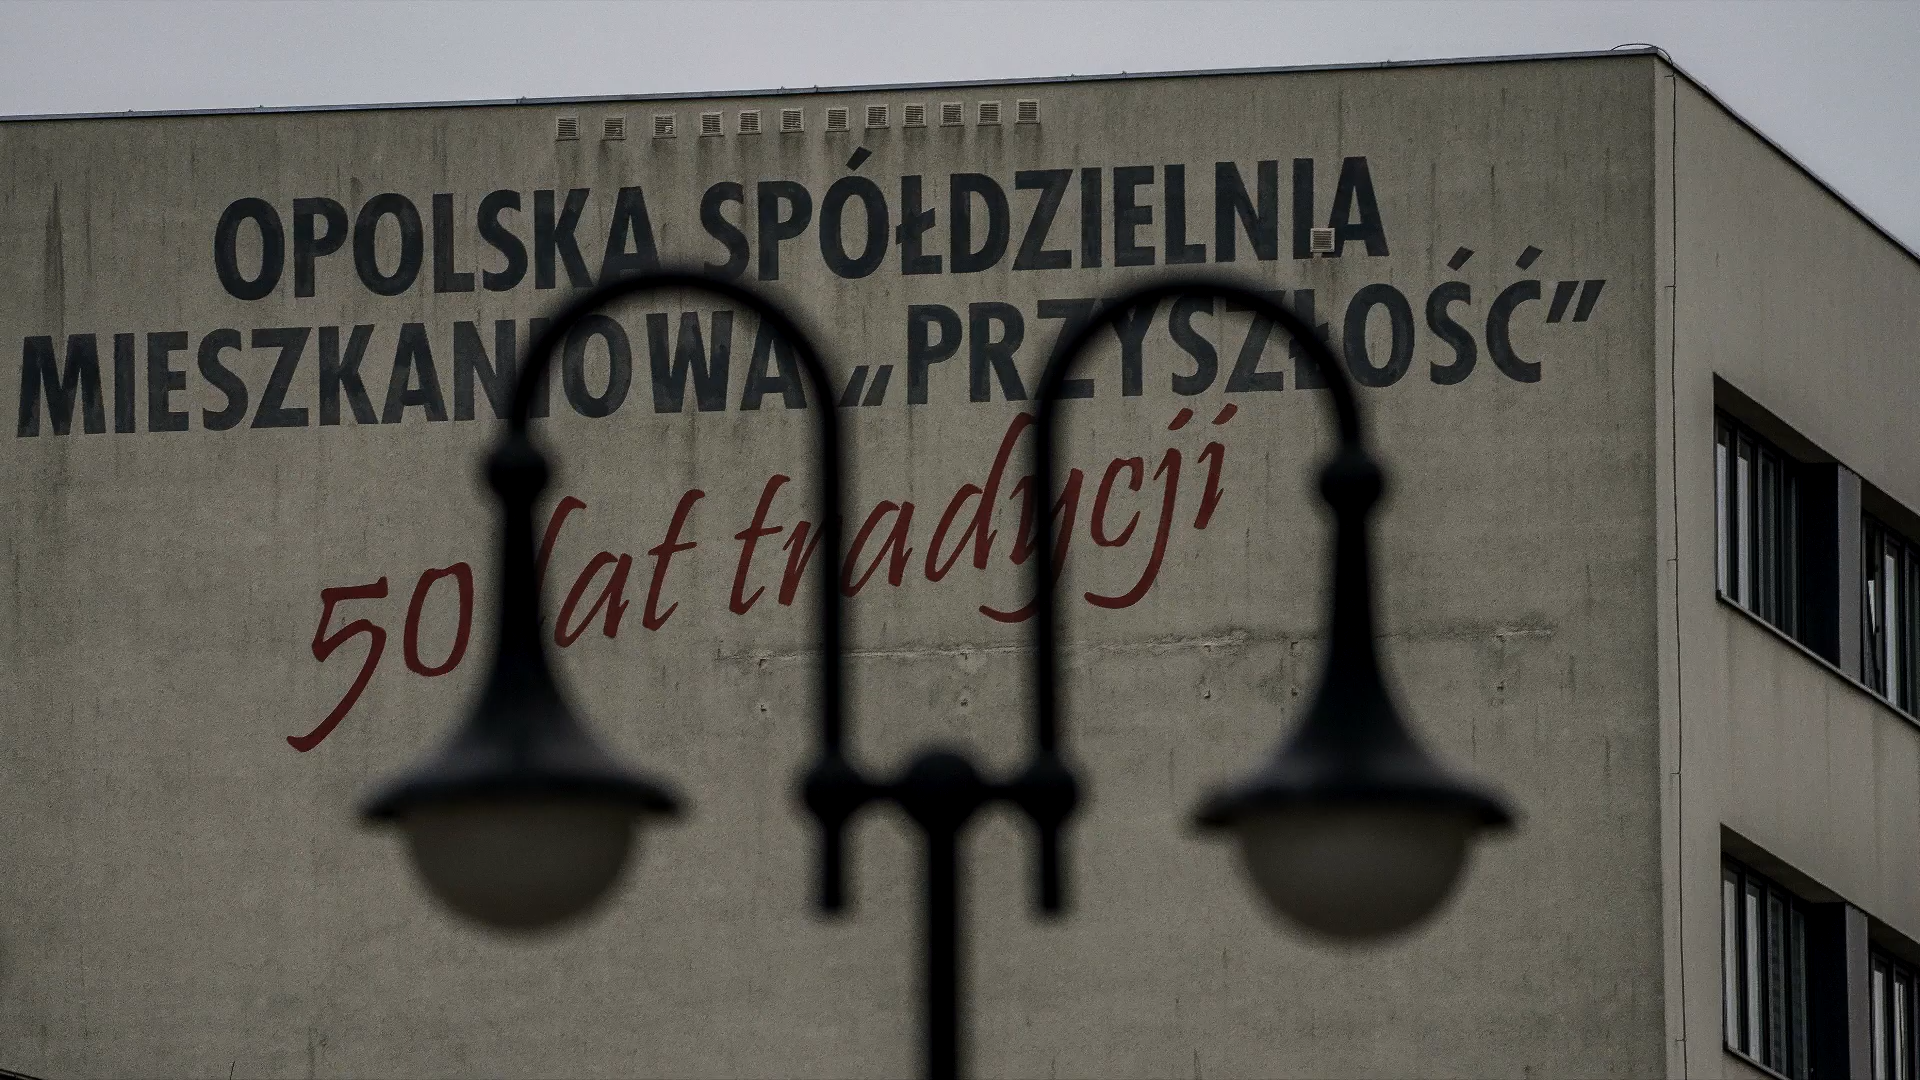 OPOLSKA SPÓŁDZIELNIA
MIESZKANIOWA „PRZYSZŁOŚĆ”
50 lat tradycji